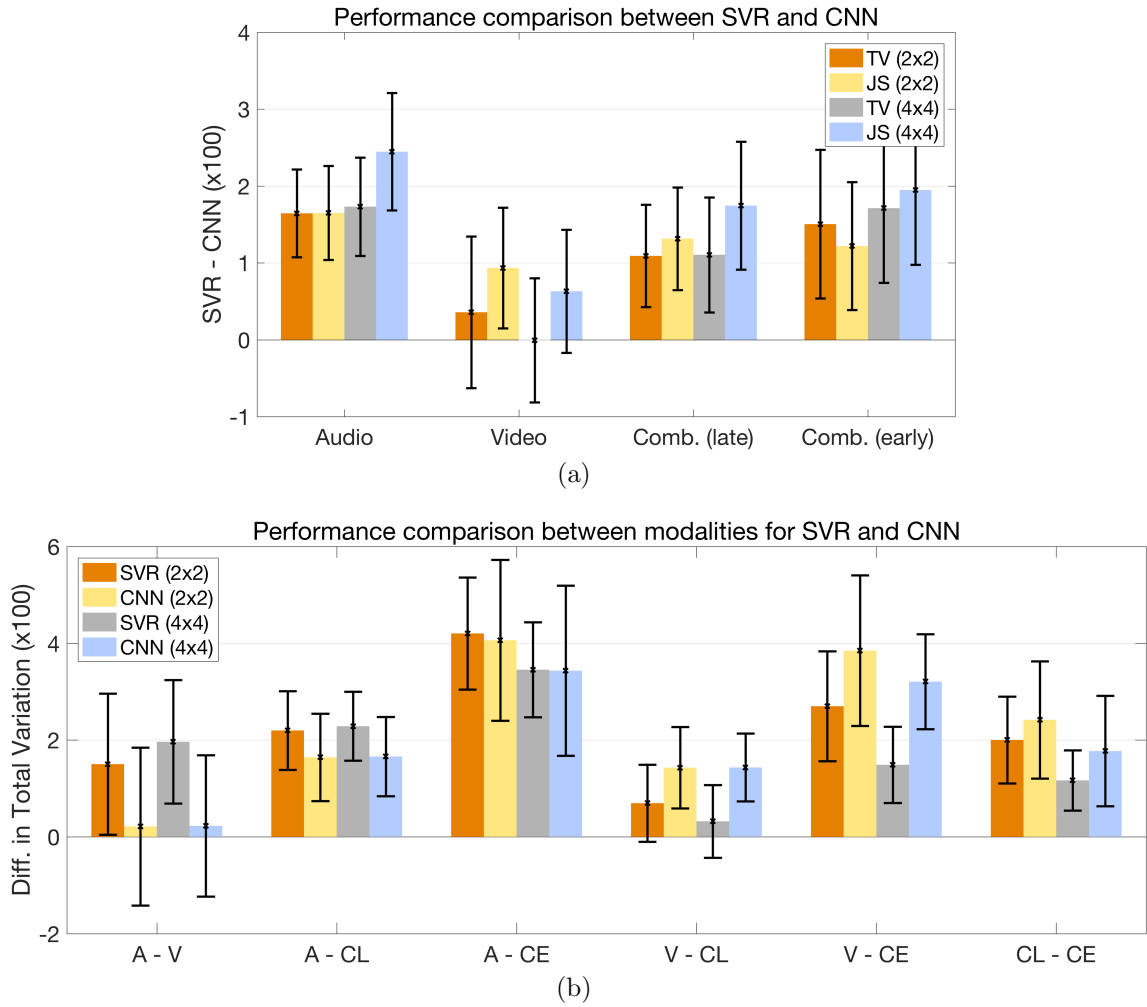 Performance comparison between SVR and CNN
SVR - CNN (x100)
4
3
2
1
0
-1
TV (2x2)
JS (2x2)
TV (4x4)
JS (4x4)
Audio Video Comb. (late) Comb. (early)
(a)
Performance comparison between modalities for SVR and CNN
Diff. in Total Variation (x100)
6
4
2
0
-2
SVR (2x2)
CNN (2x2)
SVR (4x4)
CNN (4x4)
A - V A - CL A - CE V - CL V - CE CL - CE
(b)